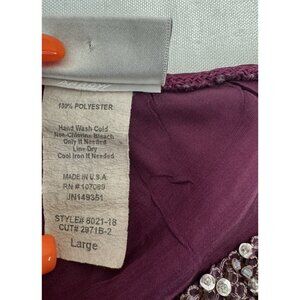 100% POLYESTER
Hand Wash Cold
Non-Chlorine Bleach
Only If Needed
Line Dry
Cool Iron If Needed
MADE IN U.S.A
RN # 107089
JN149351
STYLE# 6021-18
CUT# 2971B-2
Large